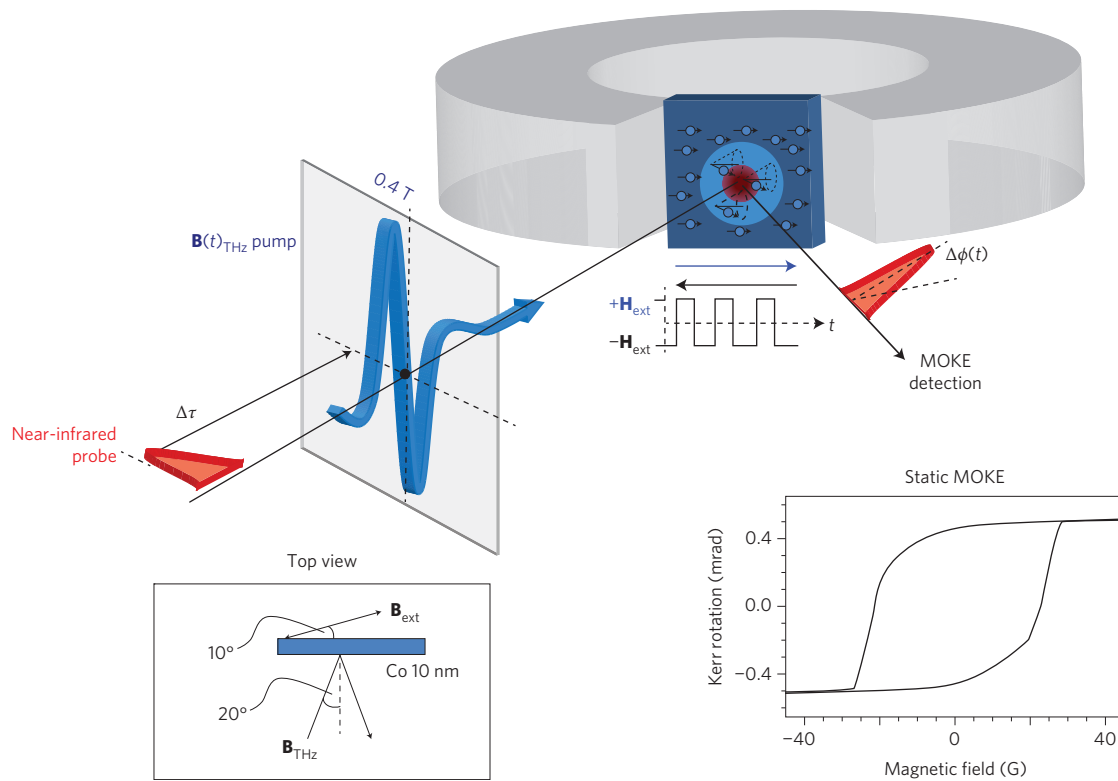 0.4 T
B(t)THz pump
Δϕ(t)
+Hext
−Hext
t
MOKE
detection
Δτ
Near-infrared
probe
Top view
Bext
10°
Co 10 nm
20°
BTHz
Static MOKE
Kerr rotation (mrad)
0.4
0.0
−0.4
−40
0
40
Magnetic field (G)